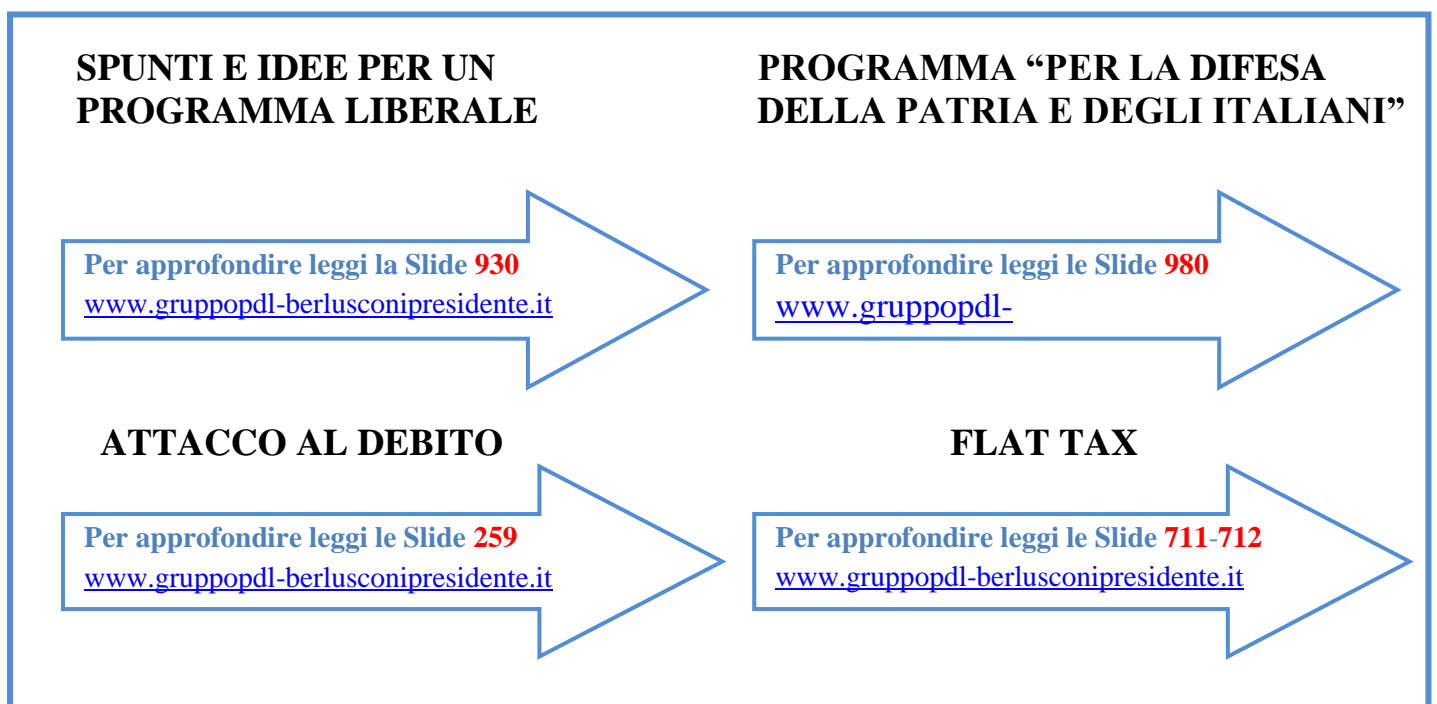 SPUNTI E IDEE PER UN
PROGRAMMA LIBERALE
Per approfondire leggi la Slide 930
www.gruppopdl-berlusconipresidente.it
PROGRAMMA “PER LA DIFESA
DELLA PATRIA E DEGLI ITALIANI”
Per approfondire leggi le Slide 980
www.gruppopdl-
ATTACCO AL DEBITO
Per approfondire leggi le Slide 259
www.gruppopdl-berlusconipresidente.it
FLAT TAX
Per approfondire leggi le Slide 711-712
www.gruppopdl-berlusconipresidente.it